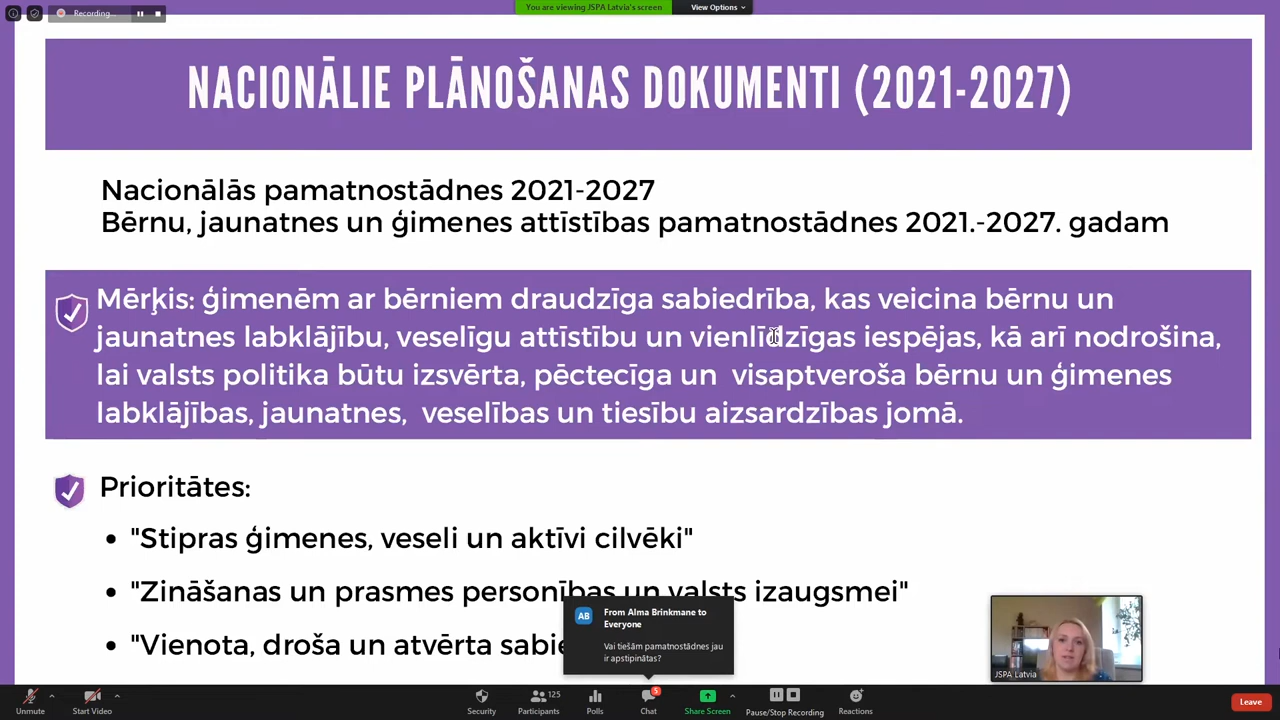 Recording...
You are viewing JSPA Latvia's screen
View Options
NACIONĀLIE PLĀNOŠANAS DOKUMENTI (2021-2027)
Nacionālās pamatnostādnes 2021-2027
Bērnu, jaunatnes un ģimenes attīstības pamatnostādnes 2021.-2027. gadam
Mērķis: ģimenēm ar bērniem draudzīga sabiedrība, kas veicina bērnu un
jaunatnes labklājību, veselīgu attīstību un vienlīdzīgas iespējas, kā arī nodrošina,
lai valsts politika būtu izsvērta, pēctecīga un visaptveroša bērnu un ģimenes
labklājības, jaunatnes, veselības un tiesību aizsardzības jomā.
Prioritātes:
• "Stipras ģimenes, veseli un aktīvi cilvēki"
• "Zināšanas un prasmes personības un valsts izaugsmei"
• "Vienota, droša un atvērta
AB
From Alma Brinkmane to
Everyone
Vai tiešām pamatnostādnes jau
ir apstipinātas?
JSPA Latvia
125
5
Unmute
Start Video
Security
Participants
Polls
Chat
Share Screen
Pause/Stop Recording
Reactions
Leave